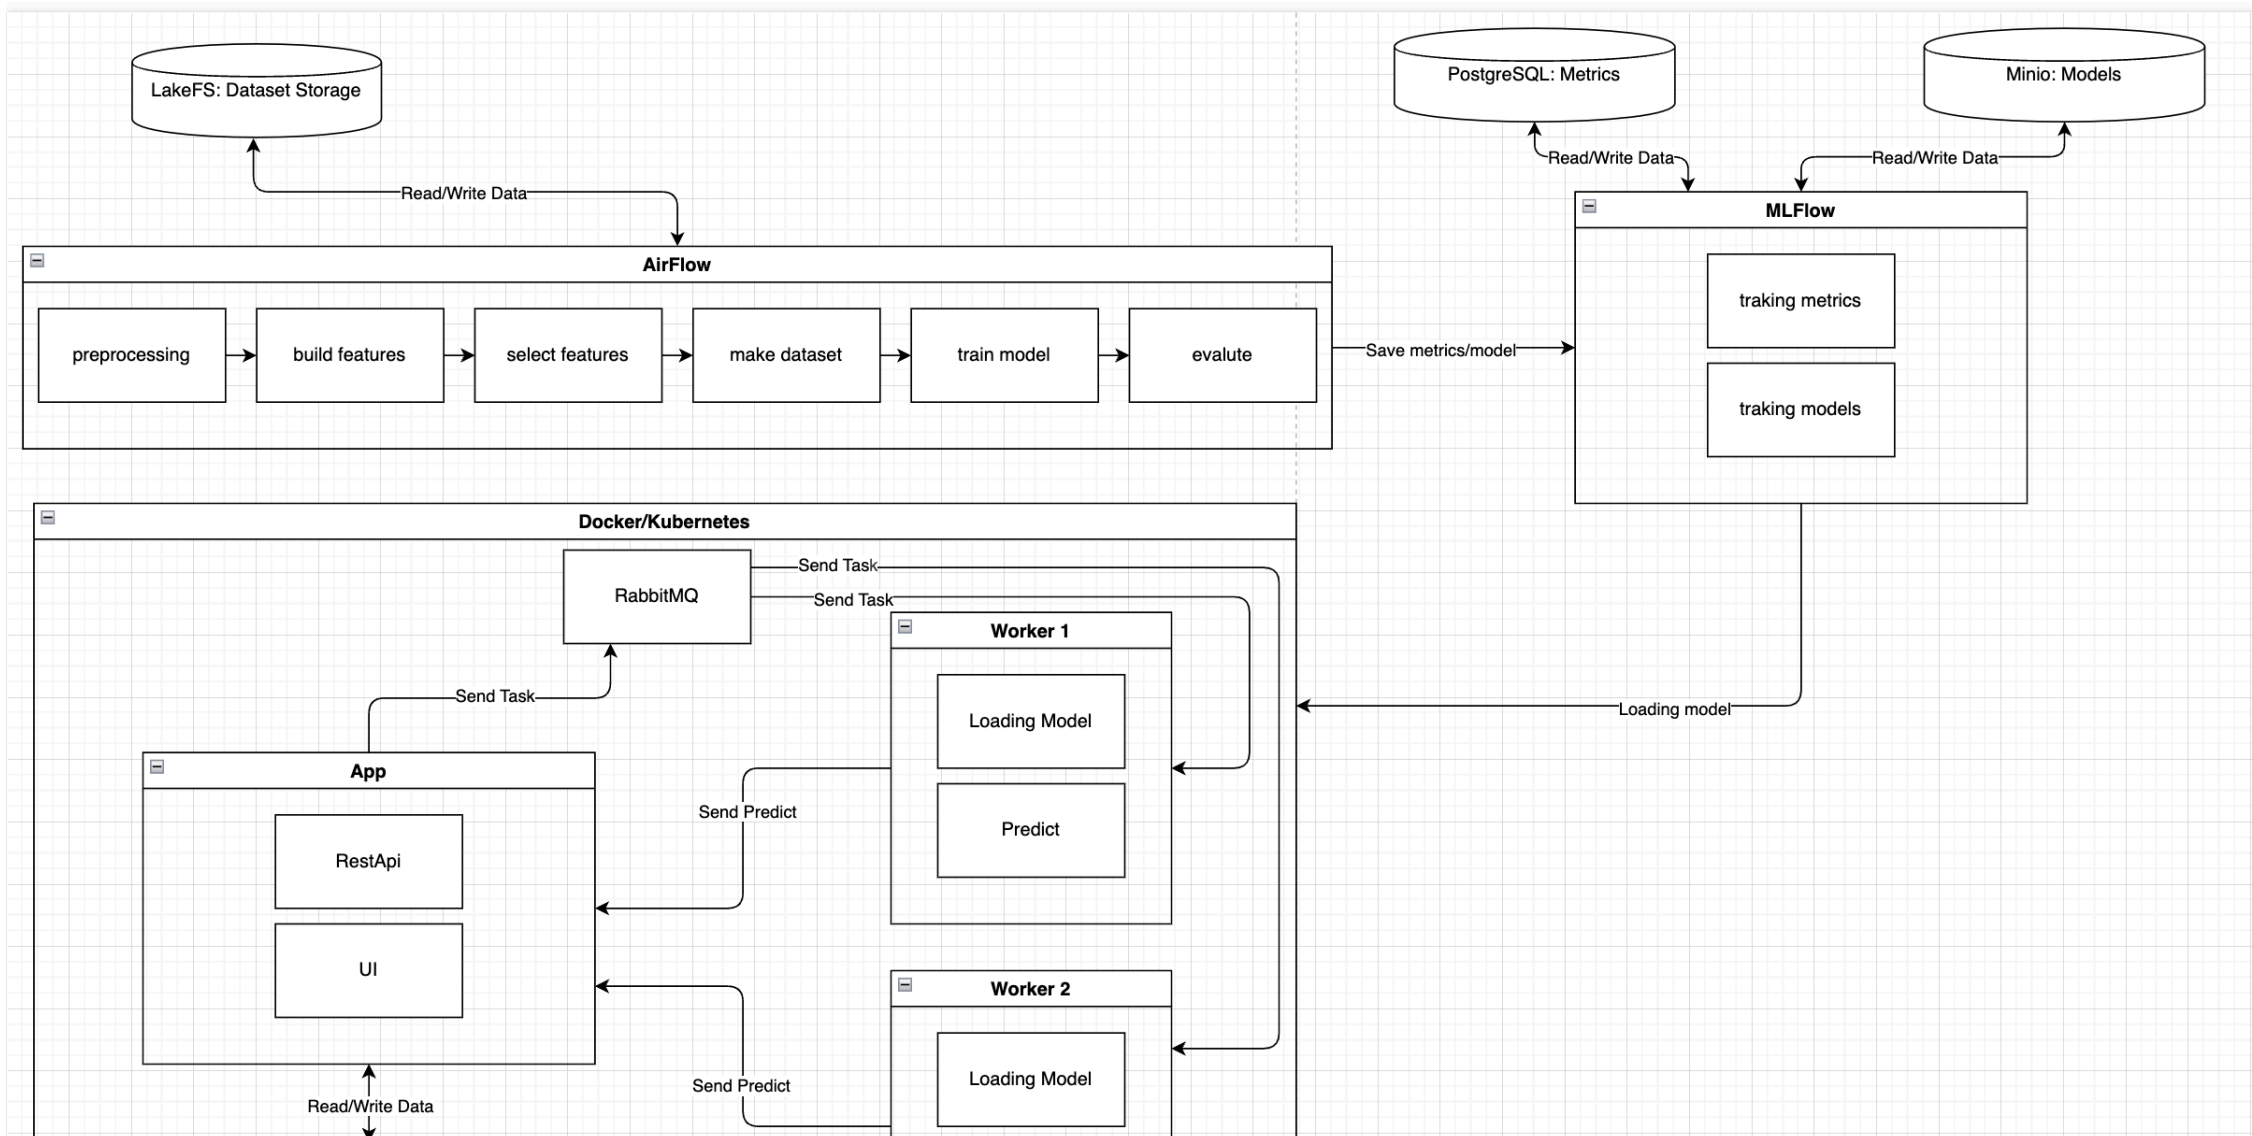 LakeFS: Dataset Storage
PostgreSQL: Metrics
Minio: Models
Read/Write Data
Read/Write Data
Read/Write Data
MLFlow
traking metrics
traking models
AirFlow
preprocessing
build features
select features
make dataset
train model
evalute
Save metrics/model
Docker/Kubernetes
RabbitMQ
Send Task
Send Task
Worker 1
Loading Model
Predict
Send Task
Loading model
App
RestApi
UI
Send Predict
Worker 2
Loading Model
Send Predict
Read/Write Data